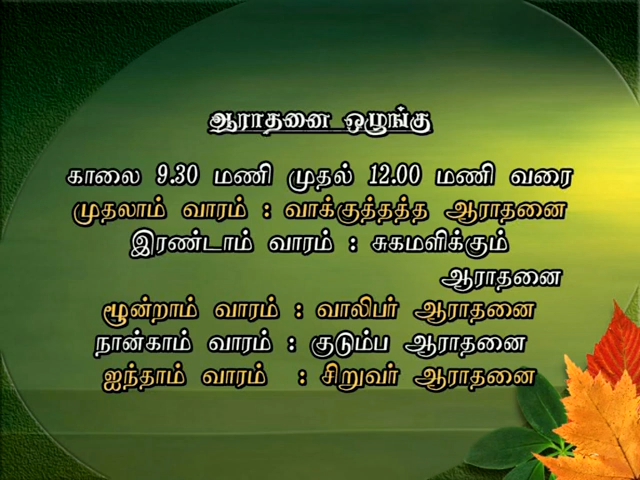 ஆராதனை ஒழுங்கு
காலை 9.30 மணி முதல் 12.00 மணி வரை
முதலாம் வாரம் : வாக்குத்தத்த ஆராதனை
இரண்டாம் வாரம் : சுகமளிக்கும்
ஆராதனை
மூன்றாம் வாரம் : வாலிபர் ஆராதனை
நான்காம் வாரம் : குடும்ப ஆராதனை
ஐந்தாம் வாரம் : சிறுவர் ஆராதனை